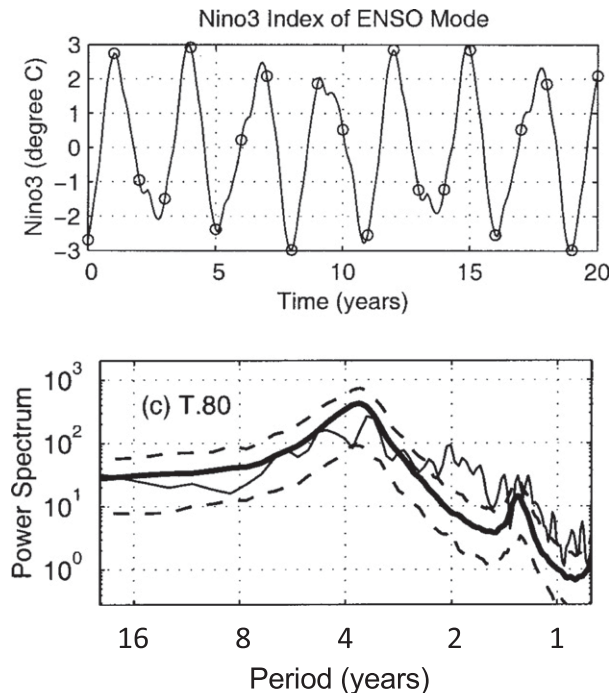 Nino3 Index of ENSO Mode
Nino3 (degree C)
3
2
1
0
−1
−2
−3
0 5 10 15 20
Time (years)
(c) T.80
Power Spectrum
10³
10²
10¹
10⁰
16 8 4 2 1
Period (years)